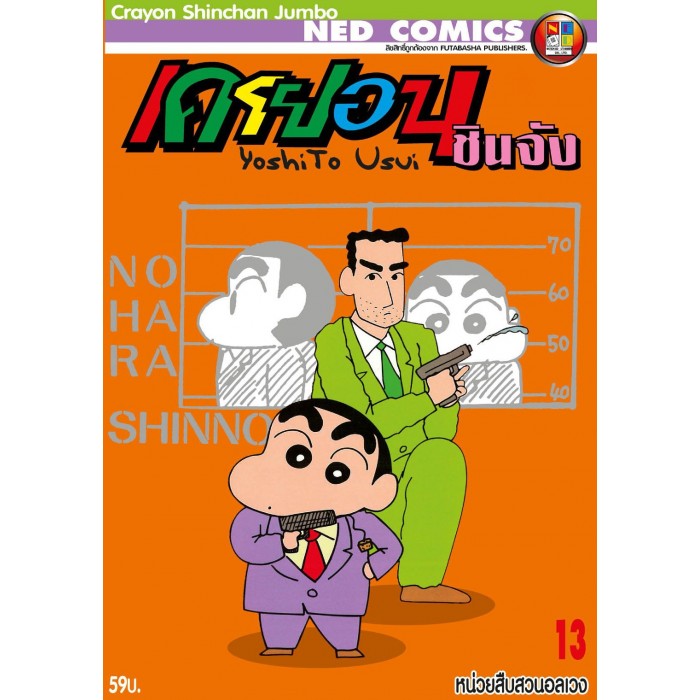 Crayon Shinchan Jumbo
NED COMICS
ลิขสิทธิ์ถูกต้องจาก FUTABASHA PUBLISHERS.
เครยอน
ชินจัง
Yoshito Usui
NO
HA
RA
SHINNO
70
60
50
40
13
59บ.
หน่วยสืบสวนอลเวง